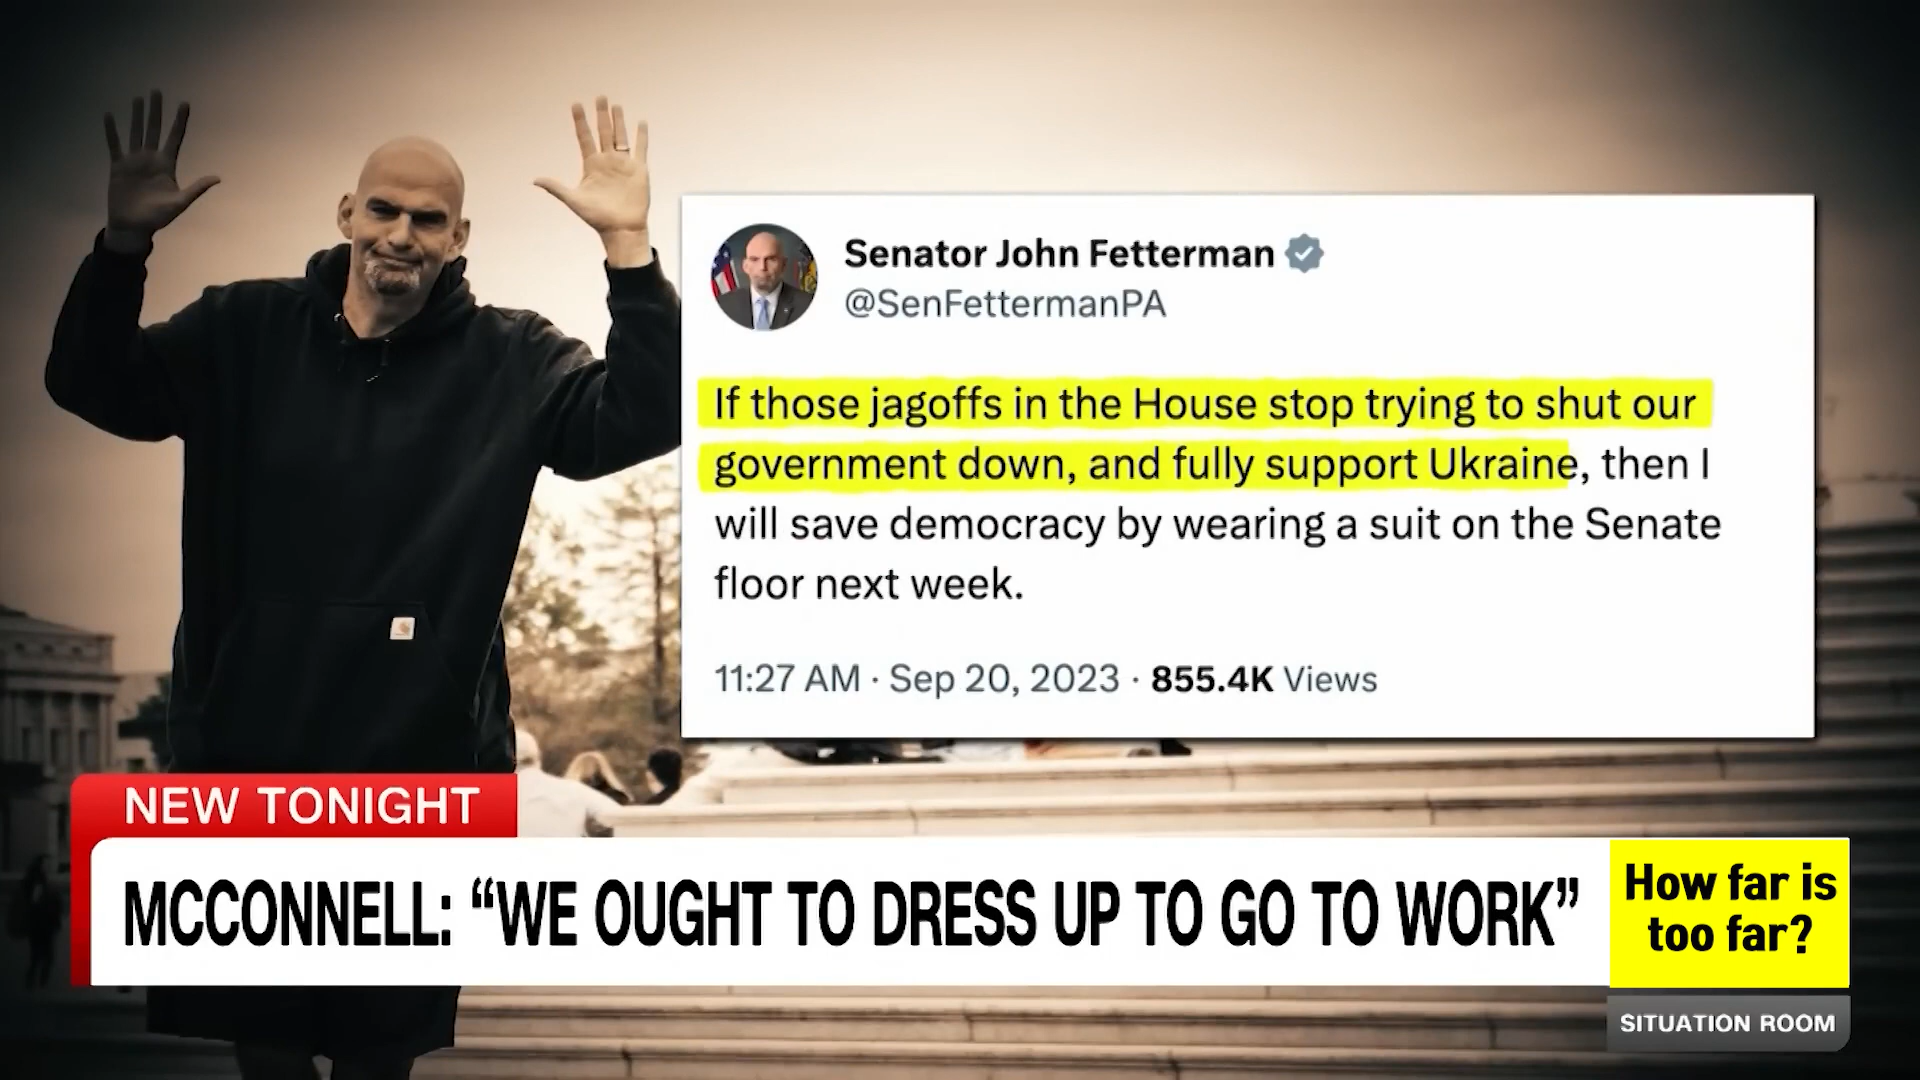 Senator John Fetterman
@SenFettermanPA
If those jagoffs in the House stop trying to shut our
government down, and fully support Ukraine, then I
will save democracy by wearing a suit on the Senate
floor next week.
11:27 AM · Sep 20, 2023 · 855.4K Views
NEW TONIGHT
MCCONNELL: “WE OUGHT TO DRESS UP TO GO TO WORK”
How far is
too far?
SITUATION ROOM